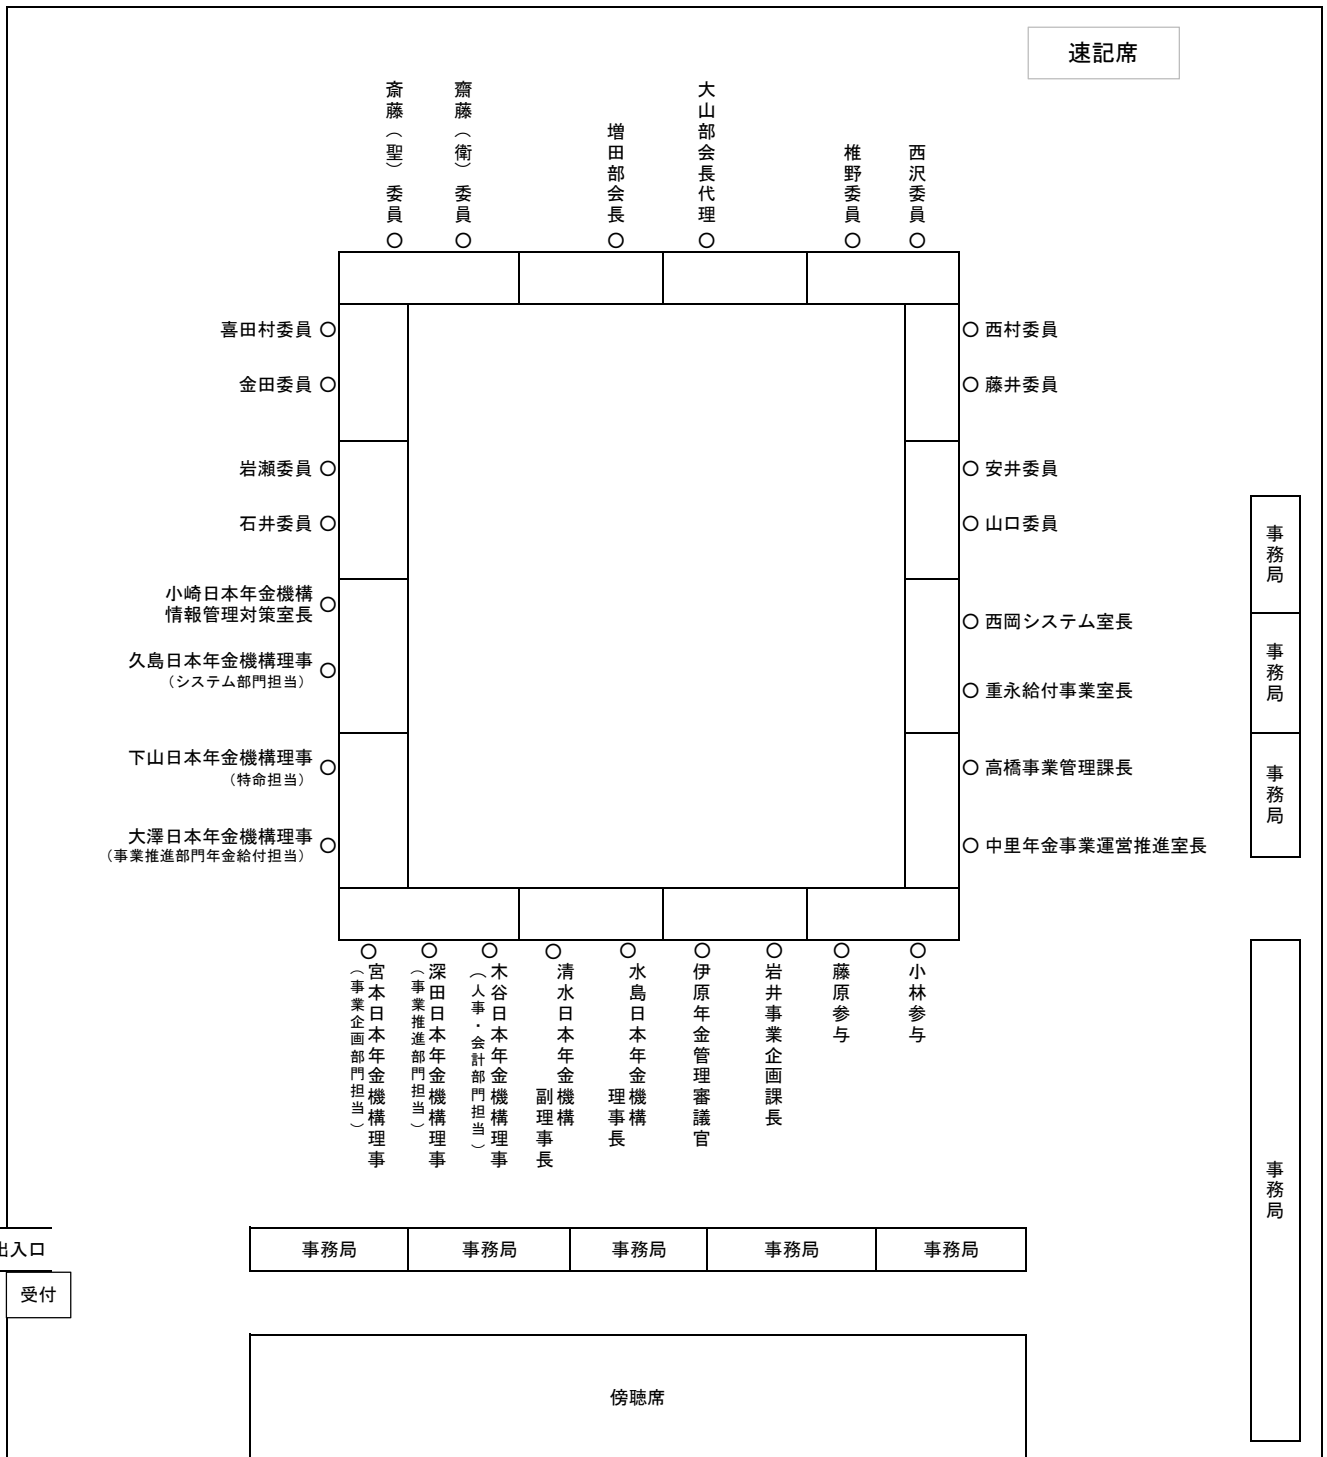 速記席
斎藤（聖）委員
齋藤（衛）委員
増田部会長
大山部会長代理
椎野委員
西沢委員
喜田村委員
金田委員
岩瀬委員
石井委員
小崎日本年金機構
情報管理対策室長
久島日本年金機構理事
（システム部門担当）
下山日本年金機構理事
（特命担当）
大澤日本年金機構理事
（事業推進部門年金給付担当）
西村委員
藤井委員
安井委員
山口委員
西岡システム室長
重永給付事業室長
高橋事業管理課長
中里年金事業運営推進室長
事務局
事務局
事務局
宮本日本年金機構理事
（事業企画部門担当）
深田日本年金機構理事
（事業推進部門担当）
木谷日本年金機構理事
（人事・会計部門担当）
清水日本年金機構
副理事長
水島日本年金機構
理事長
伊原年金管理審議官
岩井事業企画課長
藤原参与
小林参与
事務局
出入口
受付
事務局
事務局
事務局
事務局
事務局
傍聴席